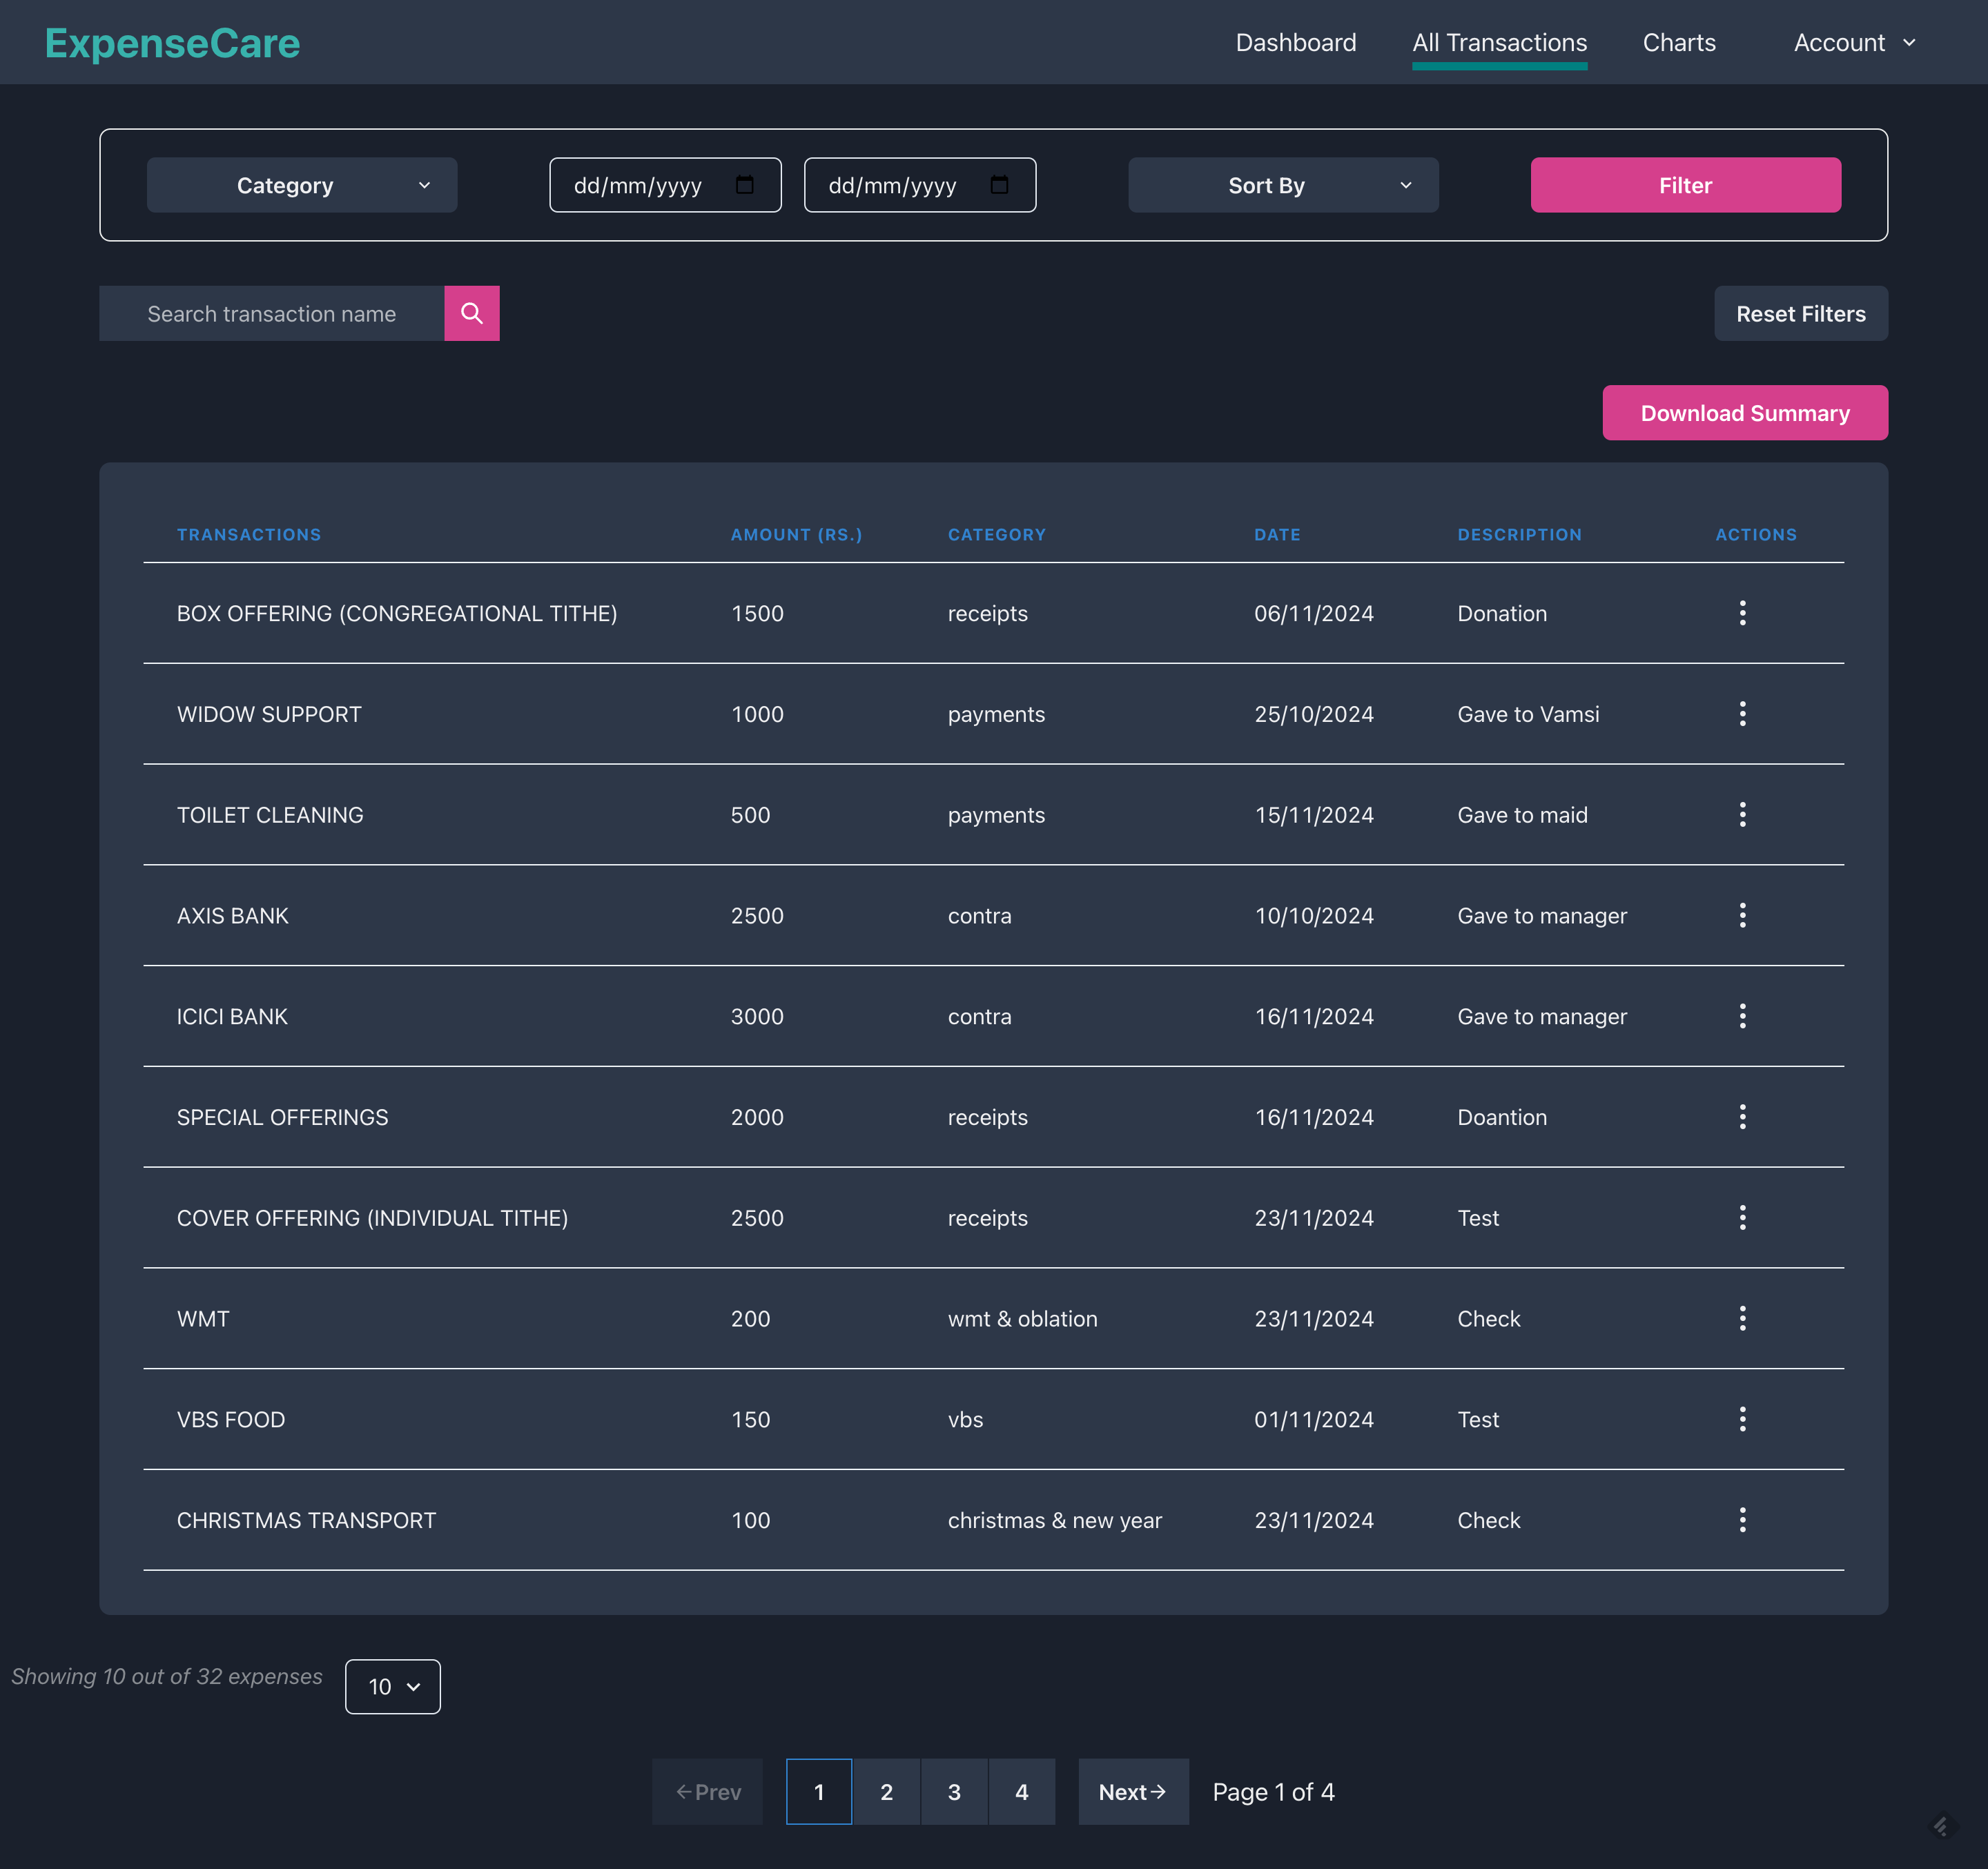 ExpenseCare
Dashboard All Transactions Charts Account
Category dd/mm/yyyy dd/mm/yyyy Sort By Filter
Search transaction name Reset Filters
Download Summary
TRANSACTIONS AMOUNT (RS.) CATEGORY DATE DESCRIPTION ACTIONS
BOX OFFERING (CONGREGATIONAL TITHE) 1500 receipts 06/11/2024 Donation
WIDOW SUPPORT 1000 payments 25/10/2024 Gave to Vamsi
TOILET CLEANING 500 payments 15/11/2024 Gave to maid
AXIS BANK 2500 contra 10/10/2024 Gave to manager
ICICI BANK 3000 contra 16/11/2024 Gave to manager
SPECIAL OFFERINGS 2000 receipts 16/11/2024 Doantion
COVER OFFERING (INDIVIDUAL TITHE) 2500 receipts 23/11/2024 Test
WMT 200 wmt & oblation 23/11/2024 Check
VBS FOOD 150 vbs 01/11/2024 Test
CHRISTMAS TRANSPORT 100 christmas & new year 23/11/2024 Check
Showing 10 out of 32 expenses 10
←Prev 1 2 3 4 Next→ Page 1 of 4